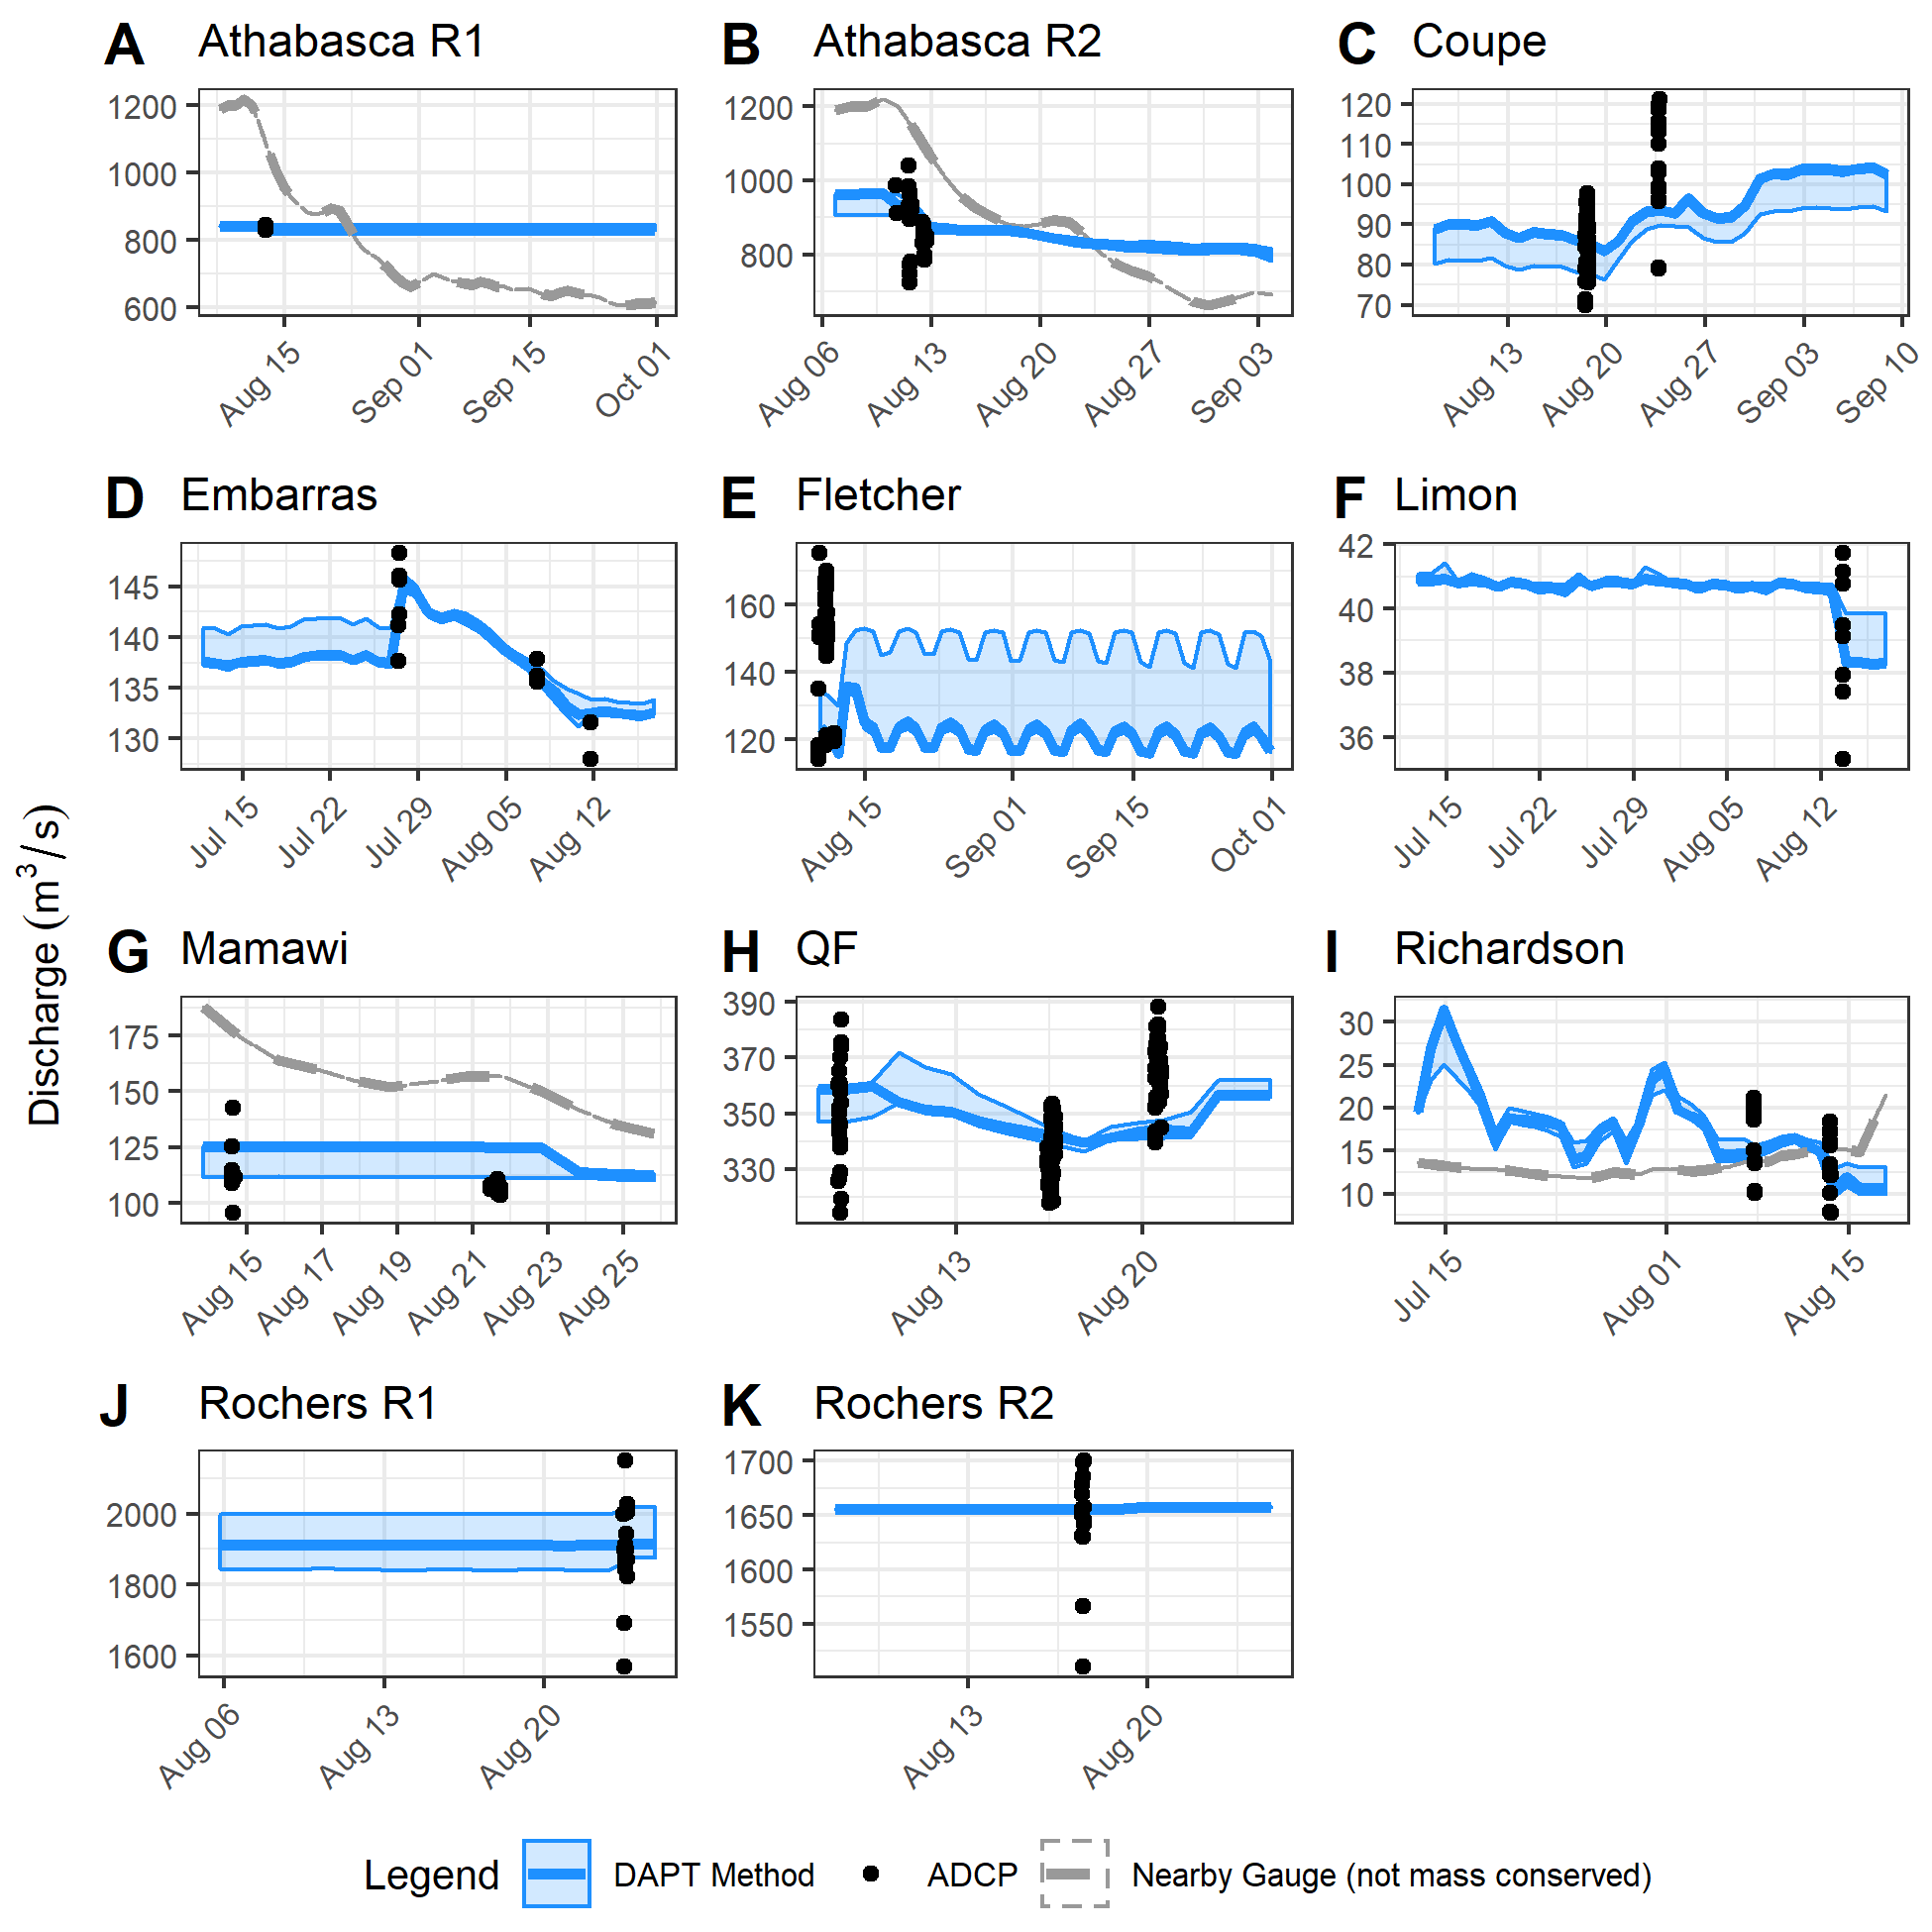 A Athabasca R1
B Athabasca R2
C Coupe
1200
1000
800
600
Aug 15
Sep 01
Sep 15
Oct 01
1200
1000
800
Aug 06
Aug 13
Aug 20
Aug 27
Sep 03
120
110
100
90
80
70
Aug 13
Aug 20
Aug 27
Sep 03
Sep 10
D Embarras
E Fletcher
F Limon
145
140
135
130
Jul 15
Jul 22
Jul 29
Aug 05
Aug 12
160
140
120
Aug 15
Sep 01
Sep 15
Oct 01
42
40
38
36
Jul 15
Jul 22
Jul 29
Aug 05
Aug 12
Discharge (m³/s)
G Mamawi
H QF
I Richardson
175
150
125
100
Aug 15
Aug 17
Aug 19
Aug 21
Aug 23
Aug 25
390
370
350
330
Aug 13
Aug 20
30
25
20
15
10
Jul 15
Aug 01
Aug 15
J Rochers R1
K Rochers R2
2000
1800
1600
Aug 06
Aug 13
Aug 20
1700
1650
1600
1550
Aug 13
Aug 20
Legend DAPT Method ADCP Nearby Gauge (not mass conserved)